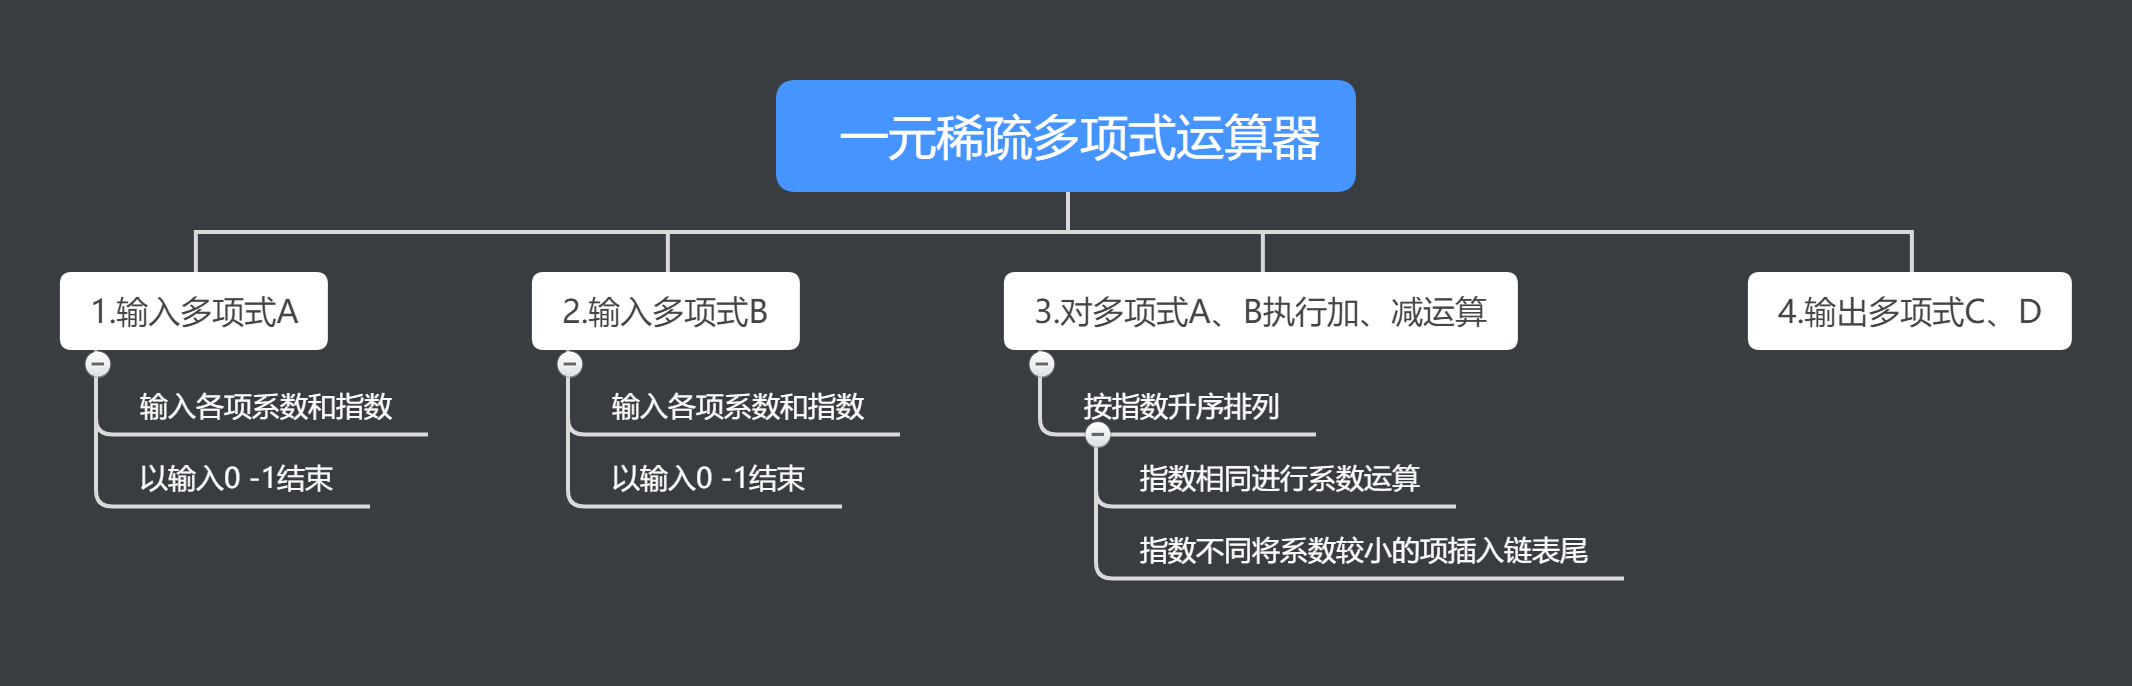 一元稀疏多项式运算器
1.输入多项式A
输入各项系数和指数
以输入0 -1结束
2.输入多项式B
输入各项系数和指数
以输入0 -1结束
3.对多项式A、B执行加、减运算
按指数升序排列
指数相同进行系数运算
指数不同将系数较小的项插入链表尾
4.输出多项式C、D